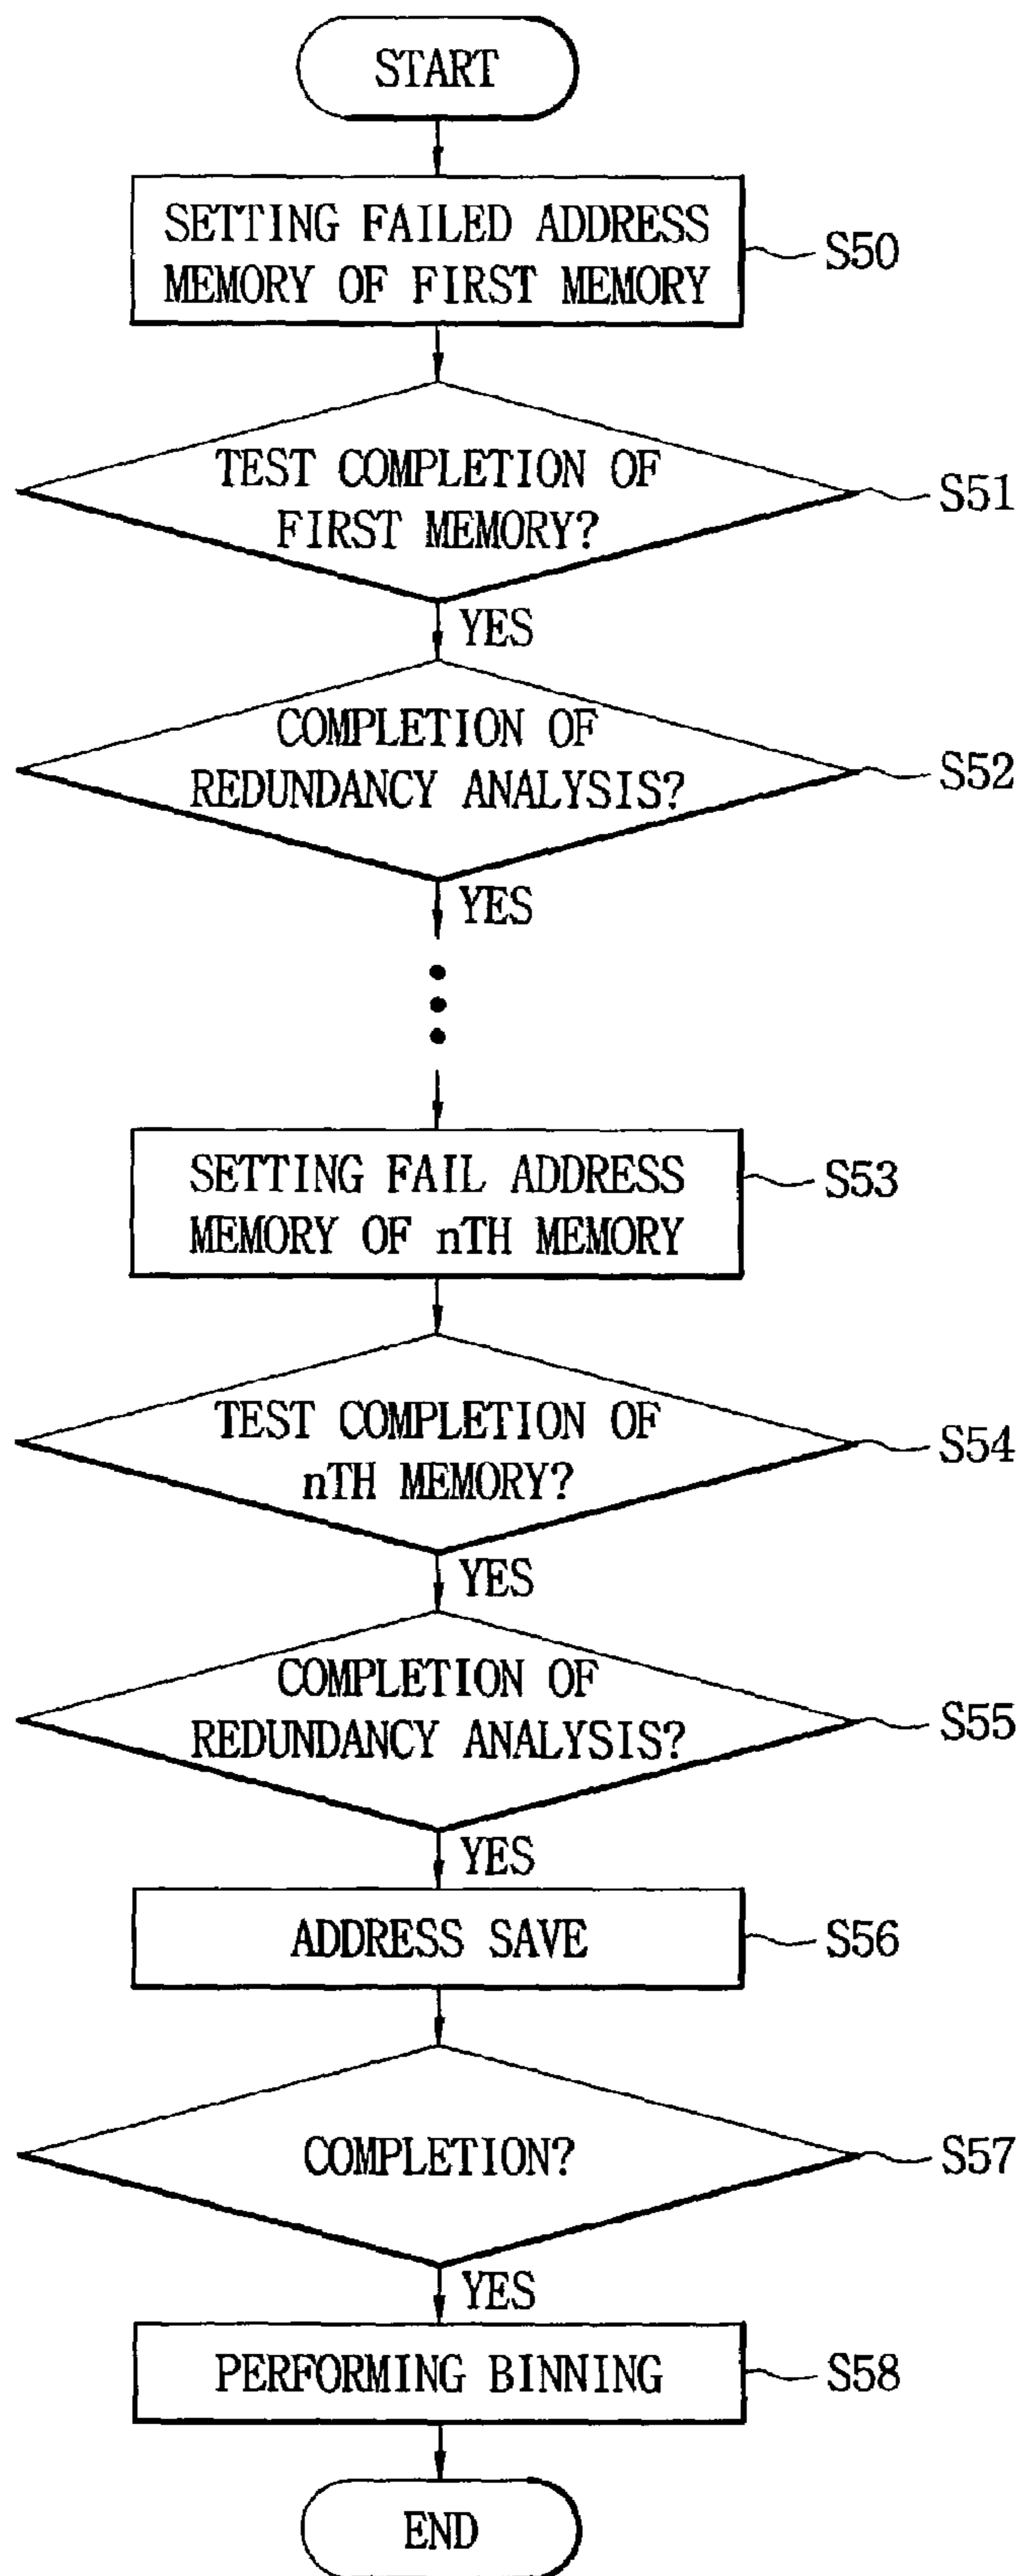 START
SETTING FAILED ADDRESS
MEMORY OF FIRST MEMORY
S50
TEST COMPLETION OF
FIRST MEMORY?
S51
YES
COMPLETION OF
REDUNDANCY ANALYSIS?
S52
YES
SETTING FAIL ADDRESS
MEMORY OF nTH MEMORY
S53
TEST COMPLETION OF
nTH MEMORY?
S54
YES
COMPLETION OF
REDUNDANCY ANALYSIS?
S55
YES
ADDRESS SAVE
S56
COMPLETION?
S57
YES
PERFORMING BINNING
S58
END